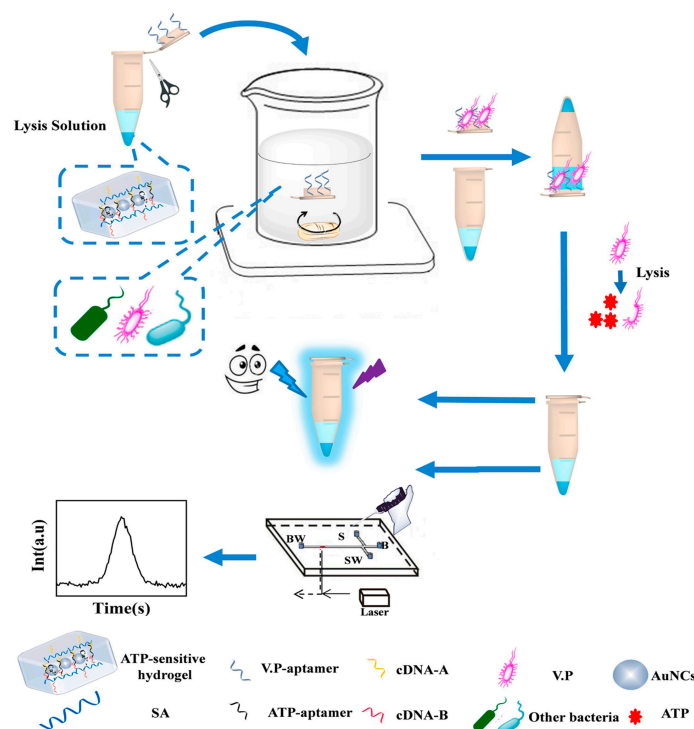 Lysis Solution
Lysis
Int(a.u)
Time(s)
BW
S
B
SW
Laser
ATP-sensitive
hydrogel
V.P-aptamer
cDNA-A
V.P
AuNCs
SA
ATP-aptamer
cDNA-B
Other bacteria
ATP